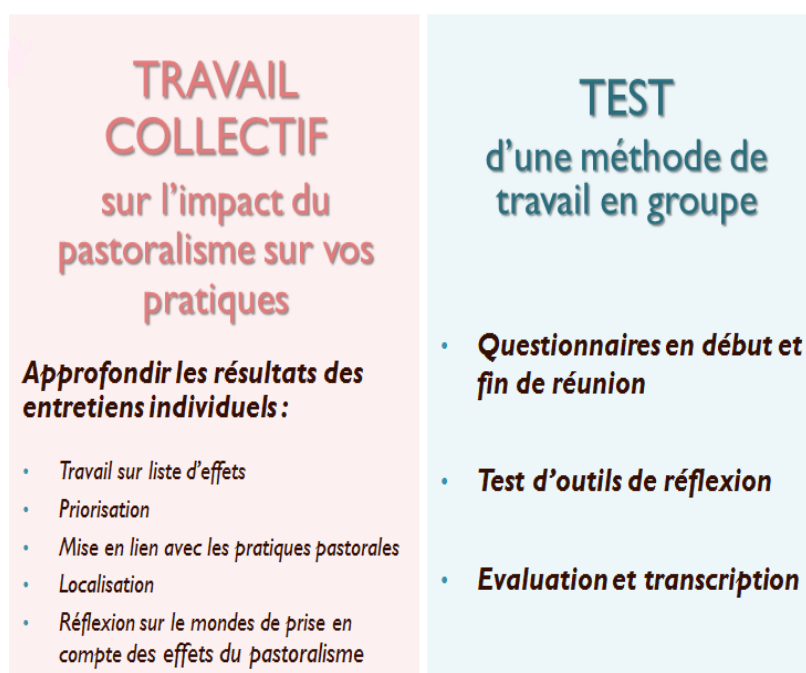 TRAVAIL
COLLECTIF
sur l’impact du
pastoralisme sur vos
pratiques
Approfondir les résultats des
entretiens individuels :
• Travail sur liste d’effets
• Priorisation
• Mise en lien avec les pratiques pastorales
• Localisation
• Réflexion sur le mondes de prise en
compte des effets du pastoralisme
TEST
d’une méthode de
travail en groupe
• Questionnaires en début et
fin de réunion
• Test d’outils de réflexion
• Evaluation et transcription